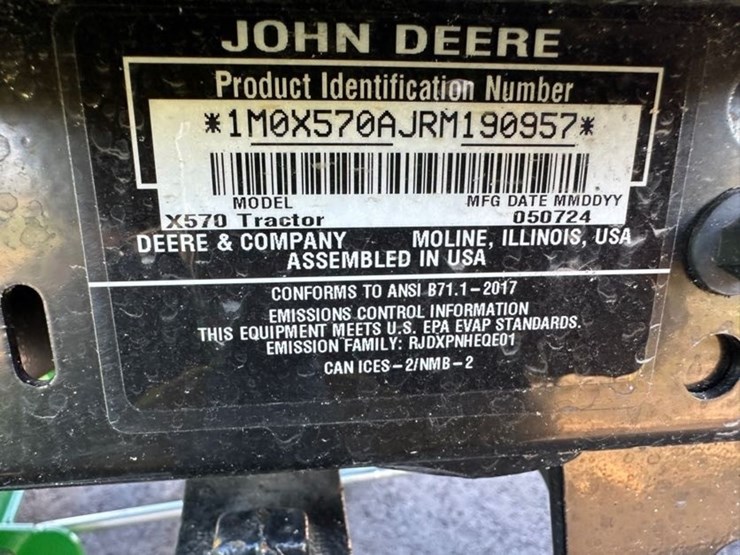 JOHN DEERE
Product Identification Number
*1M0X570AJRM190957*
MODEL MFG DATE MMDDYY
X570 Tractor 050724
DEERE & COMPANY MOLINE, ILLINOIS, USA
ASSEMBLED IN USA
CONFORMS TO ANSI B71.1-2017
EMISSIONS CONTROL INFORMATION
THIS EQUIPMENT MEETS U.S. EPA EVAP STANDARDS.
EMISSION FAMILY: RJDXPNHEQE01
CAN ICES-2/NMB-2